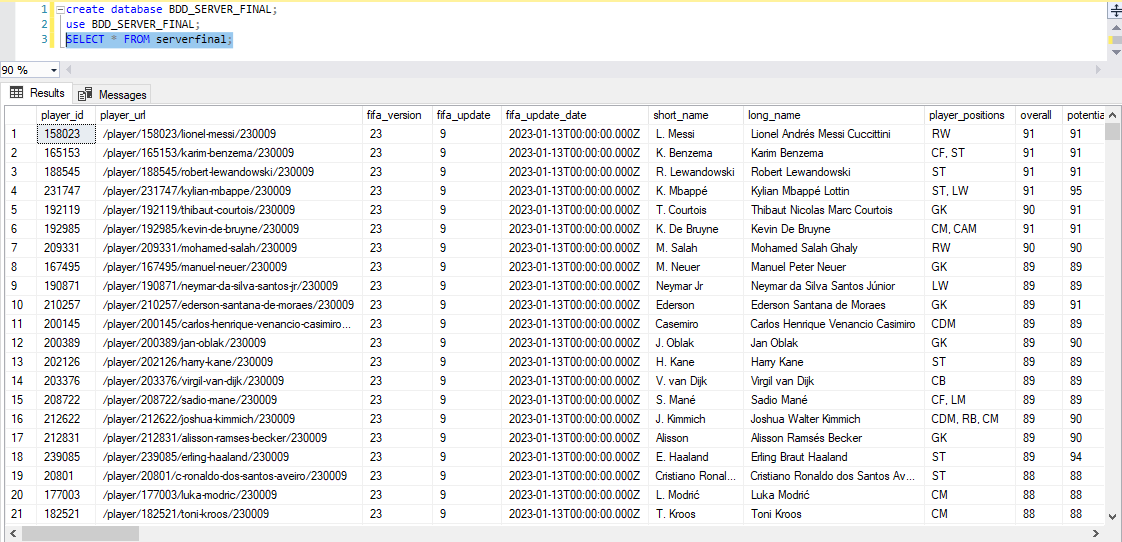 1 create database BDD_SERVER_FINAL;
2 use BDD_SERVER_FINAL;
3 SELECT * FROM serverfinal;
90 %
Results Messages
player_id player_url fifa_version fifa_update fifa_update_date short_name long_name player_positions overall potentia
1 158023 /player/158023/lionel-messi/230009 23 9 2023-01-13T00:00:00.000Z L. Messi Lionel Andrés Messi Cuccittini RW 91 91
2 165153 /player/165153/karim-benzema/230009 23 9 2023-01-13T00:00:00.000Z K. Benzema Karim Benzema CF, ST 91 91
3 188545 /player/188545/robert-lewandowski/230009 23 9 2023-01-13T00:00:00.000Z R. Lewandowski Robert Lewandowski ST 91 91
4 231747 /player/231747/kylian-mbappe/230009 23 9 2023-01-13T00:00:00.000Z K. Mbappé Kylian Mbappé Lottin ST, LW 91 95
5 192119 /player/192119/thibaut-courtois/230009 23 9 2023-01-13T00:00:00.000Z T. Courtois Thibaut Nicolas Marc Courtois GK 90 91
6 192985 /player/192985/kevin-de-bruyne/230009 23 9 2023-01-13T00:00:00.000Z K. De Bruyne Kevin De Bruyne CM, CAM 91 91
7 209331 /player/209331/mohamed-salah/230009 23 9 2023-01-13T00:00:00.000Z M. Salah Mohamed Salah Ghaly RW 90 90
8 167495 /player/167495/manuel-neuer/230009 23 9 2023-01-13T00:00:00.000Z M. Neuer Manuel Peter Neuer GK 89 89
9 190871 /player/190871/neymar-da-silva-santos-jr/230009 23 9 2023-01-13T00:00:00.000Z Neymar Jr Neymar da Silva Santos Júnior LW 89 89
10 210257 /player/210257/ederson-santana-de-moraes/230009 23 9 2023-01-13T00:00:00.000Z Ederson Ederson Santana de Moraes GK 89 91
11 200145 /player/200145/carlos-henrique-venancio-casimiro... 23 9 2023-01-13T00:00:00.000Z Casemiro Carlos Henrique Venancio Casimiro CDM 89 89
12 200389 /player/200389/jan-oblak/230009 23 9 2023-01-13T00:00:00.000Z J. Oblak Jan Oblak GK 89 90
13 202126 /player/202126/harry-kane/230009 23 9 2023-01-13T00:00:00.000Z H. Kane Harry Kane ST 89 89
14 203376 /player/203376/virgil-van-dijk/230009 23 9 2023-01-13T00:00:00.000Z V. van Dijk Virgil van Dijk CB 89 89
15 208722 /player/208722/sadio-mane/230009 23 9 2023-01-13T00:00:00.000Z S. Mané Sadio Mané CF, LM 89 89
16 212622 /player/212622/joshua-kimmich/230009 23 9 2023-01-13T00:00:00.000Z J. Kimmich Joshua Walter Kimmich CDM, RB, CM 89 90
17 212831 /player/212831/alisson-ramses-becker/230009 23 9 2023-01-13T00:00:00.000Z Alisson Alisson Ramsés Becker GK 89 90
18 239085 /player/239085/erling-haaland/230009 23 9 2023-01-13T00:00:00.000Z E. Haaland Erling Braut Haaland ST 89 94
19 20801 /player/20801/c-ronaldo-dos-santos-aveiro/230009 23 9 2023-01-13T00:00:00.000Z Cristiano Ronal... Cristiano Ronaldo dos Santos Av... ST 88 88
20 177003 /player/177003/luka-modric/230009 23 9 2023-01-13T00:00:00.000Z L. Modrić Luka Modrić CM 88 88
21 182521 /player/182521/toni-kroos/230009 23 9 2023-01-13T00:00:00.000Z T. Kroos Toni Kroos CM 88 88